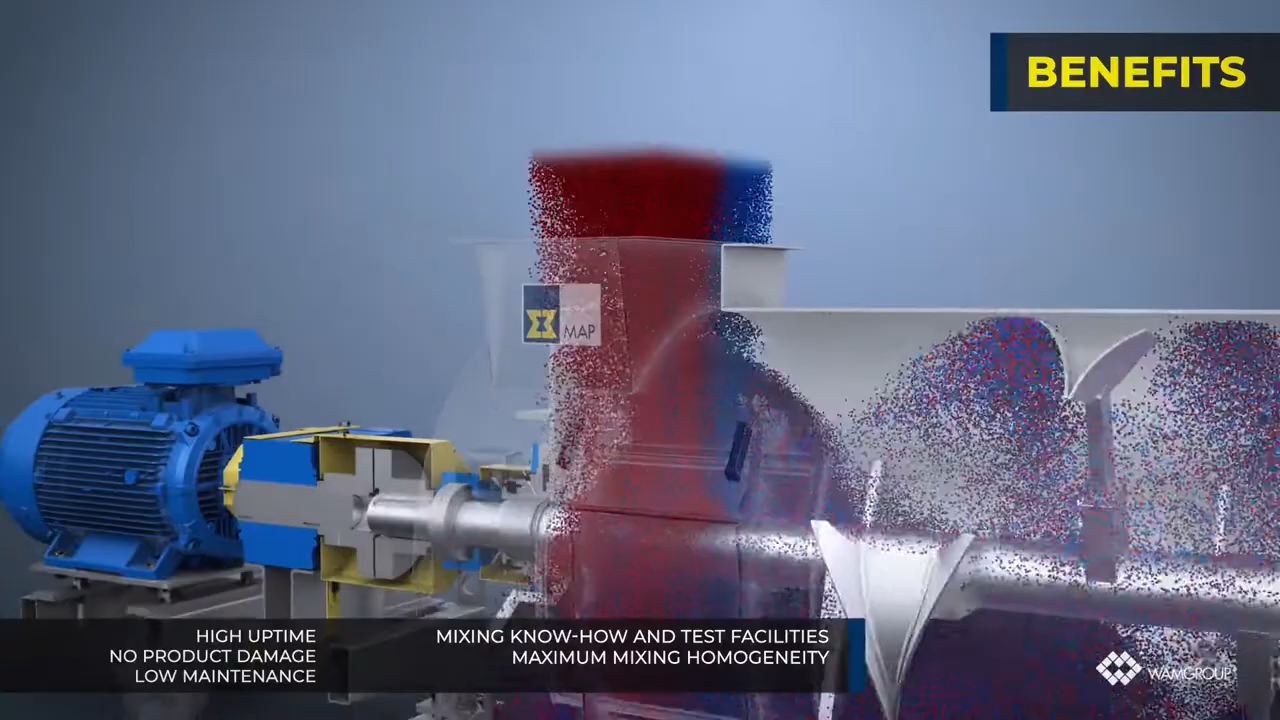 BENEFITS
MAP
HIGH UPTIME
NO PRODUCT DAMAGE
LOW MAINTENANCE
MIXING KNOW-HOW AND TEST FACILITIES
MAXIMUM MIXING HOMOGENEITY
WAMGROUP